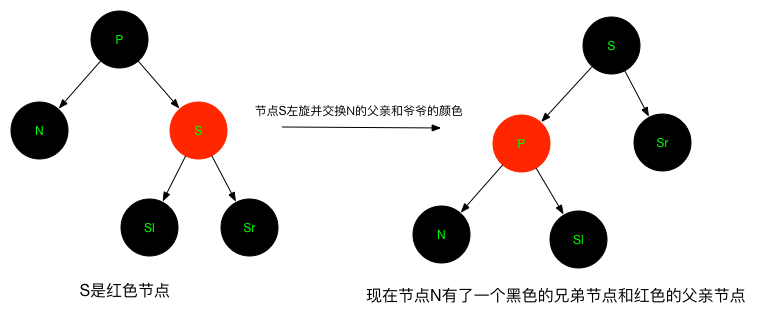 P
S
节点S左旋并交换N的父亲和爷爷的颜色
N
S
P
Sr
Sl
Sr
N
Sl
S是红色节点
现在节点N有了一个黑色的兄弟节点和红色的父亲节点